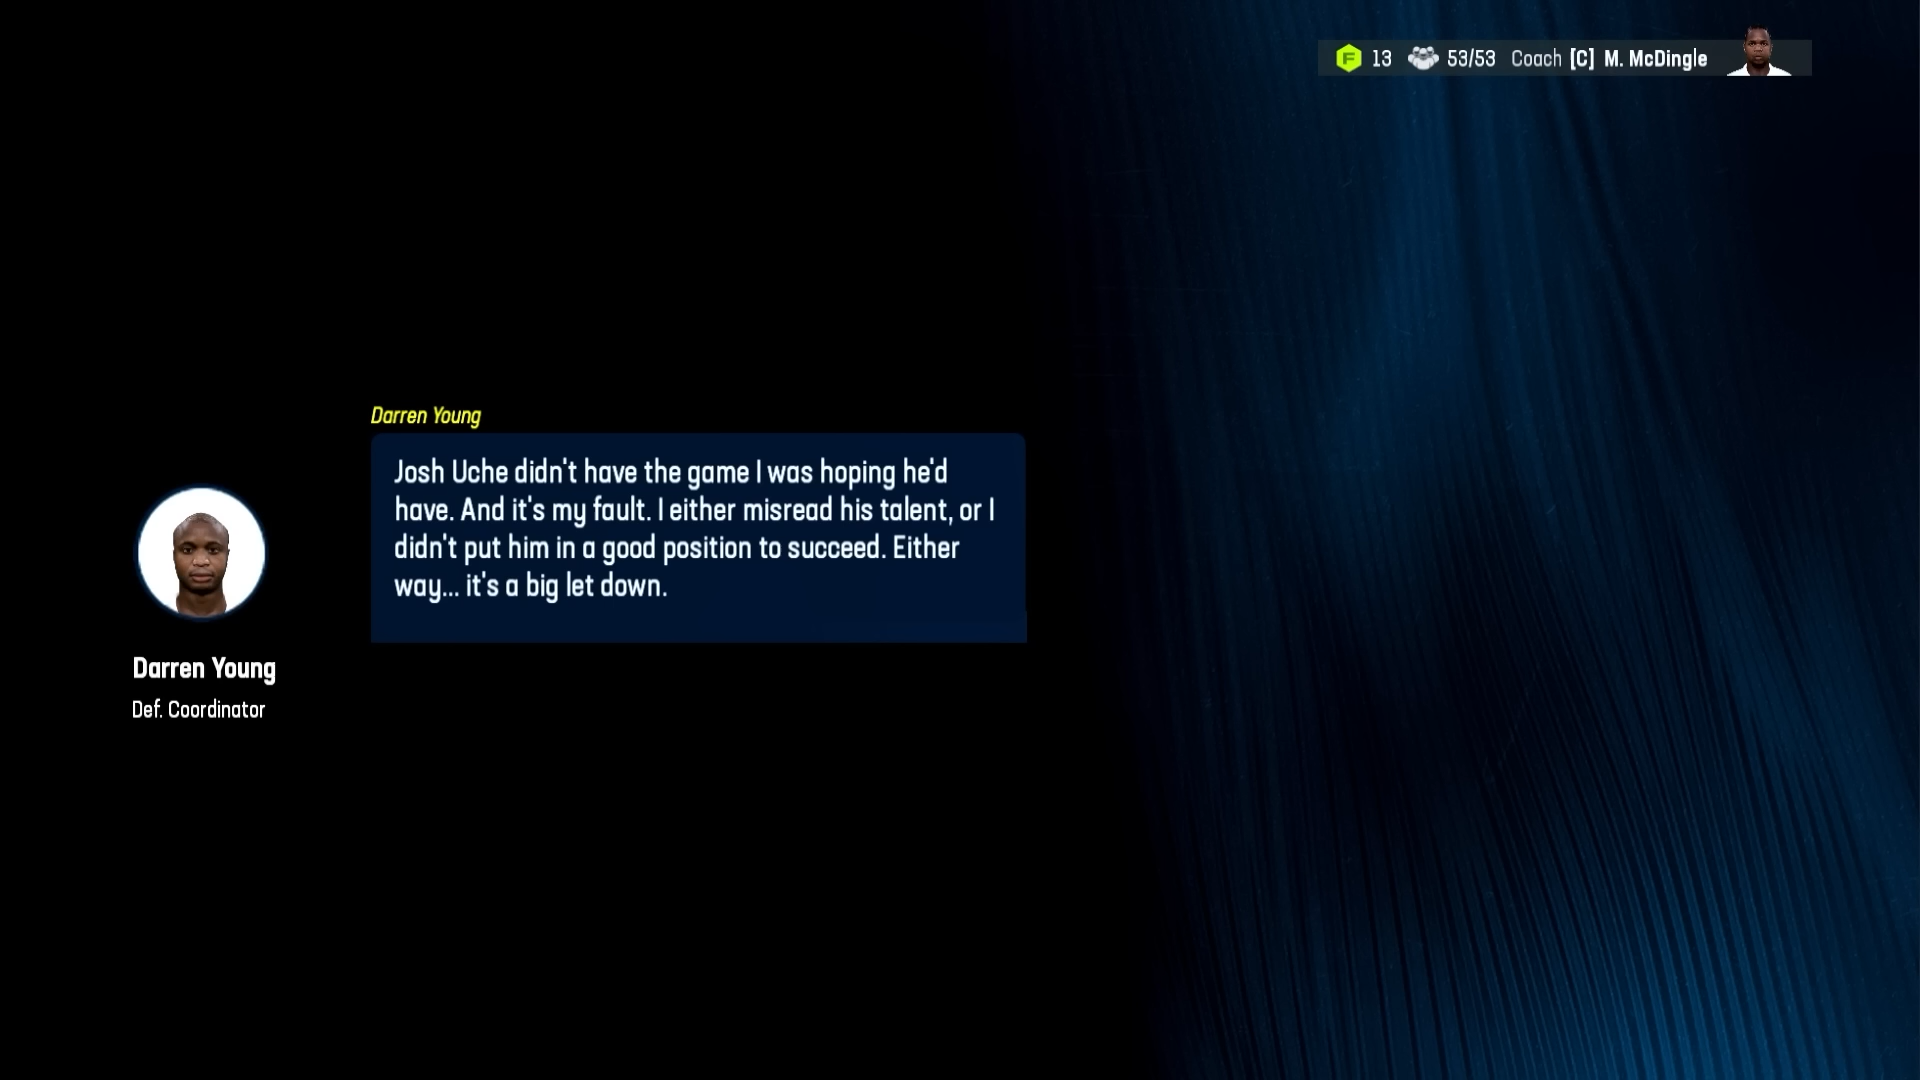 F 13 53/53 Coach [C] M. McDingle
Darren Young
Josh Uche didn't have the game I was hoping he'd
have. And it's my fault. I either misread his talent, or I
didn't put him in a good position to succeed. Either
way... it's a big let down.
Darren Young
Def. Coordinator